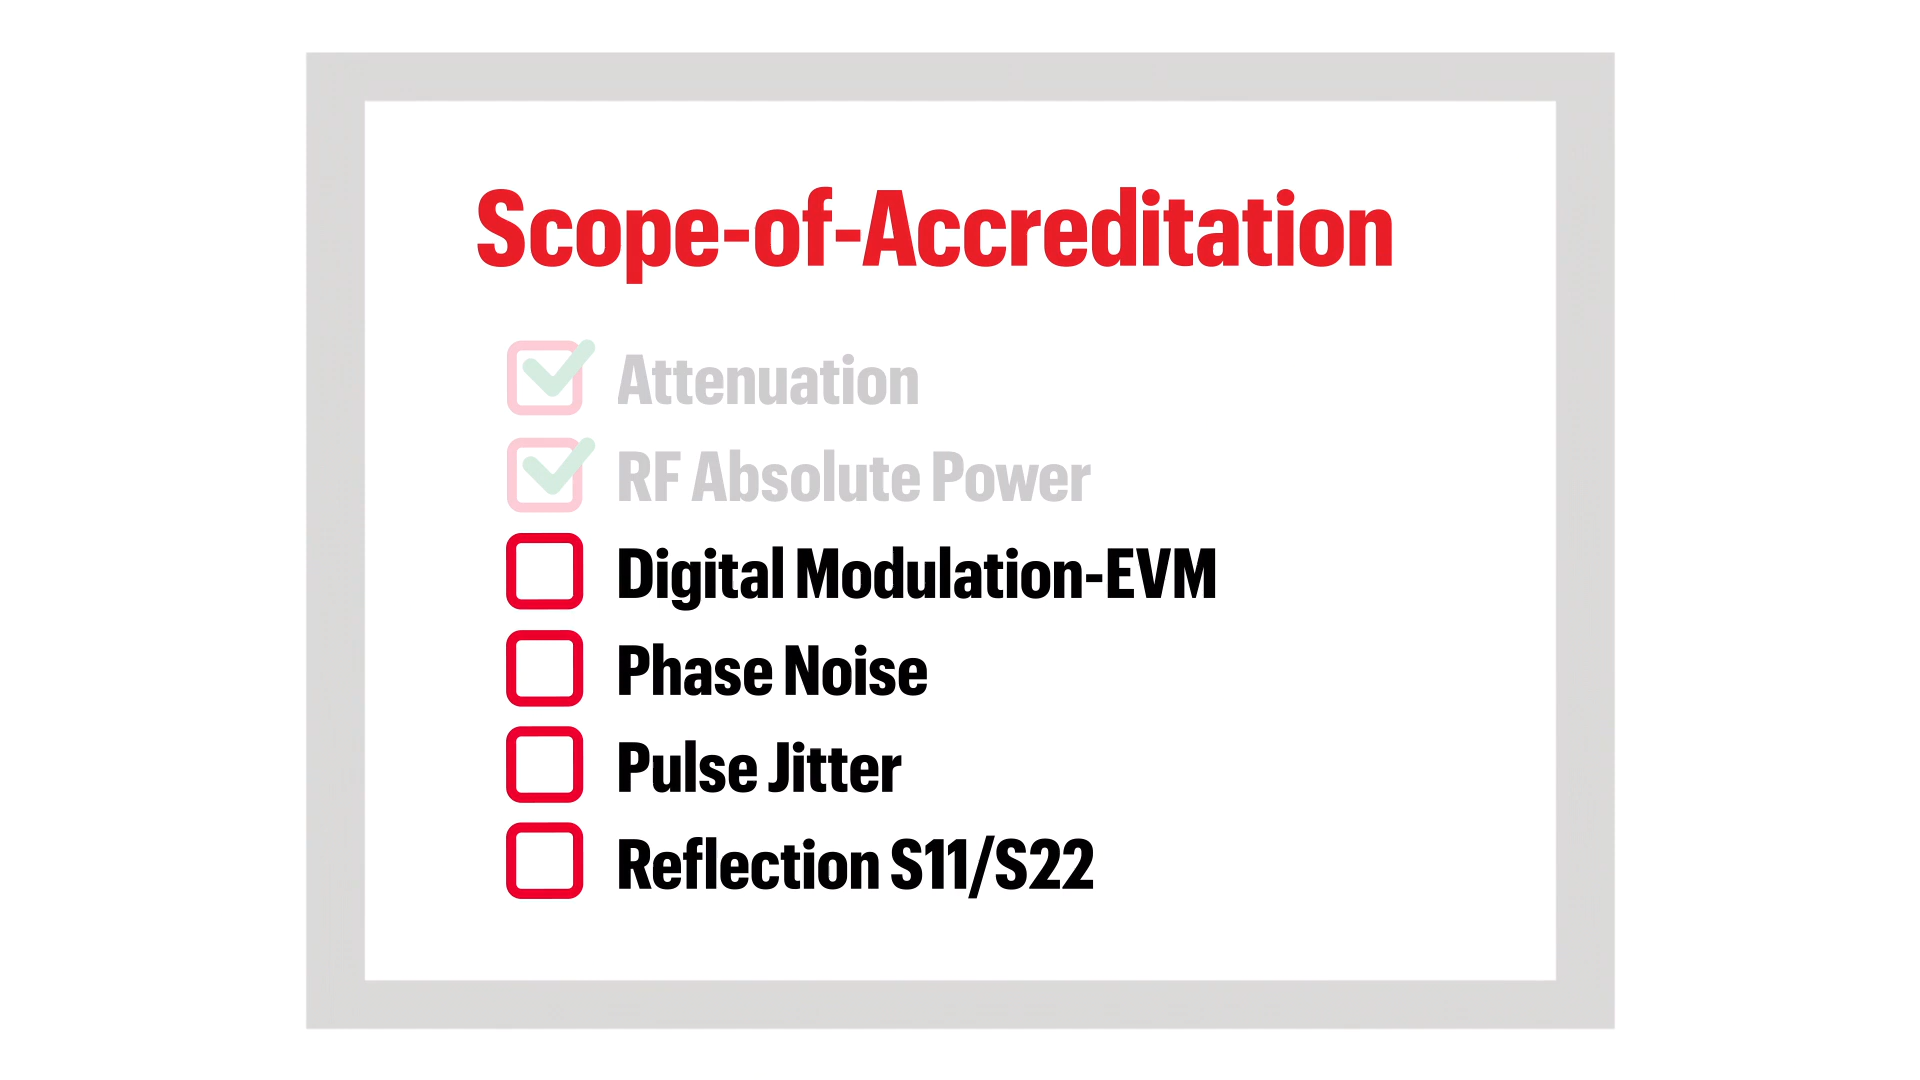 Scope-of-Accreditation
Attenuation
RF Absolute Power
Digital Modulation-EVM
Phase Noise
Pulse Jitter
Reflection S11/S22